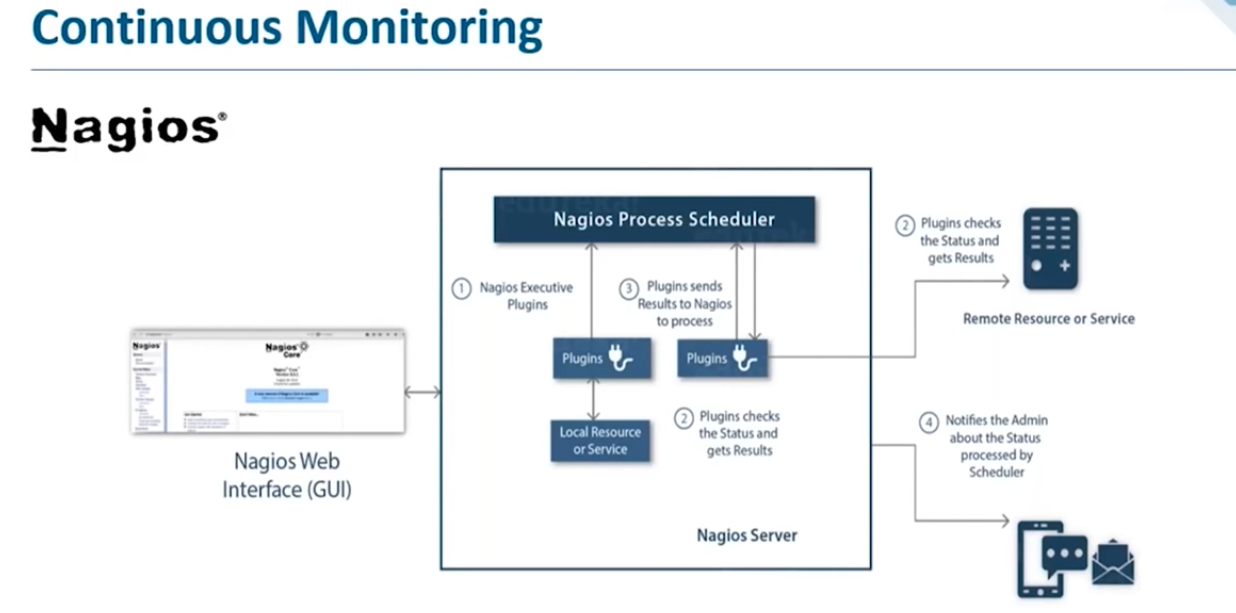 Continuous Monitoring
Nagios®
Nagios Process Scheduler
1 Nagios Executive
Plugins
3 Plugins sends
Results to Nagios
to process
2 Plugins checks
the Status and
gets Results
Remote Resource or Service
Plugins
Plugins
Local Resource
or Service
2 Plugins checks
the Status and
gets Results
4 Notifies the Admin
about the Status
processed by
Scheduler
Nagios
Nagios
Core
Nagios Web
Interface (GUI)
Nagios Server